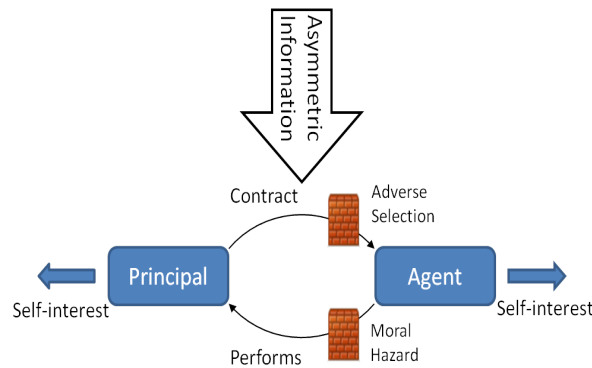 Asymmetric
Information
Contract
Adverse
Selection
Principal
Agent
Self-interest
Self-interest
Performs
Moral
Hazard